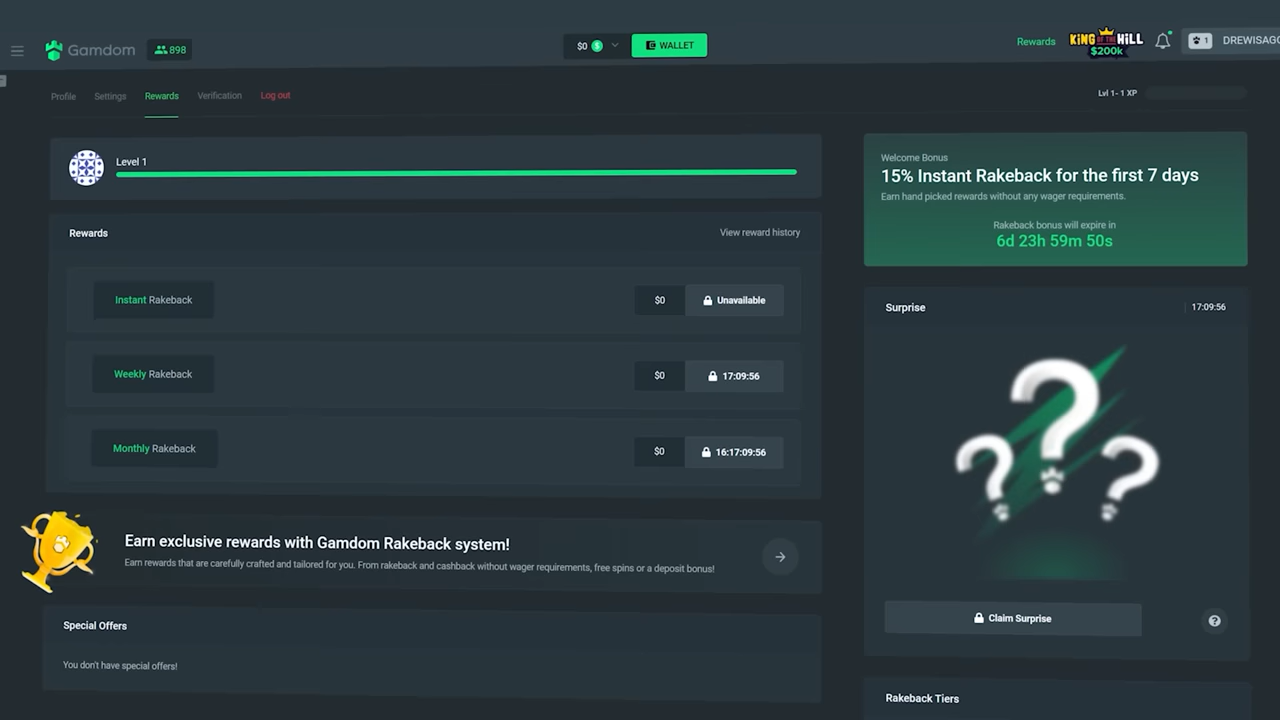 Gamdom
898
$0
WALLET
Rewards
KING OF THE HILL
$200k
1
Profile
Settings
Rewards
Verification
Log out
Lvl 1- 1 XP
Level 1
Rewards
View reward history
Instant Rakeback
$0
Unavailable
Weekly Rakeback
$0
17:09:56
Monthly Rakeback
$0
16:17:09:56
Earn exclusive rewards with Gamdom Rakeback system!
Earn rewards that are carefully crafted and tailored for you. From rakeback and cashback without wager requirements, free spins or a deposit bonus!
Special Offers
You don't have special offers!
Welcome Bonus
15% Instant Rakeback for the first 7 days
Earn hand picked rewards without any wager requirements.
Rakeback bonus will expire in
6d 23h 59m 50s
Surprise
17:09:56
? ? ?
Claim Surprise
?
Rakeback Tiers